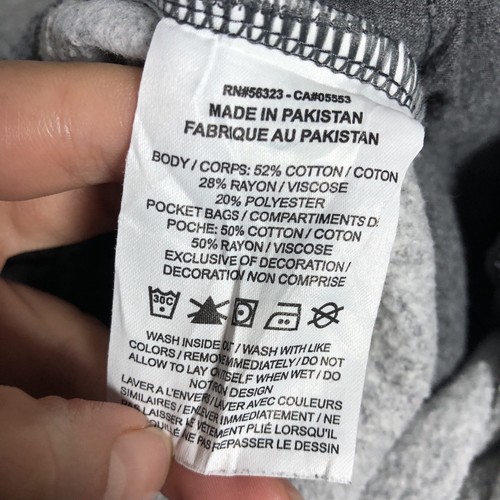 RN#56323 - CA#05553
MADE IN PAKISTAN
FABRIQUE AU PAKISTAN
BODY / CORPS: 52% COTTON / COTON
28% RAYON / VISCOSE
20% POLYESTER
POCKET BAGS / COMPARTIMENTS DE
POCHE: 50% COTTON / COTON
50% RAYON / VISCOSE
EXCLUSIVE OF DECORATION /
DECORATION NON COMPRISE
30C
WASH INSIDE OUT / WASH WITH LIKE
COLORS / REMOVE IMMEDIATELY / DO NOT
ALLOW TO LAY ON ITSELF WHEN WET / DO
NOT IRON DESIGN
LAVER A L'ENVERS / LAVER AVEC COULEURS
SIMILAIRES / ENLEVER IMMEDIATEMENT / NE
PAS LAISSER LE VÊTEMENT PLIÉ LORSQU'IL
NE PAS REPASSER LE DESSIN